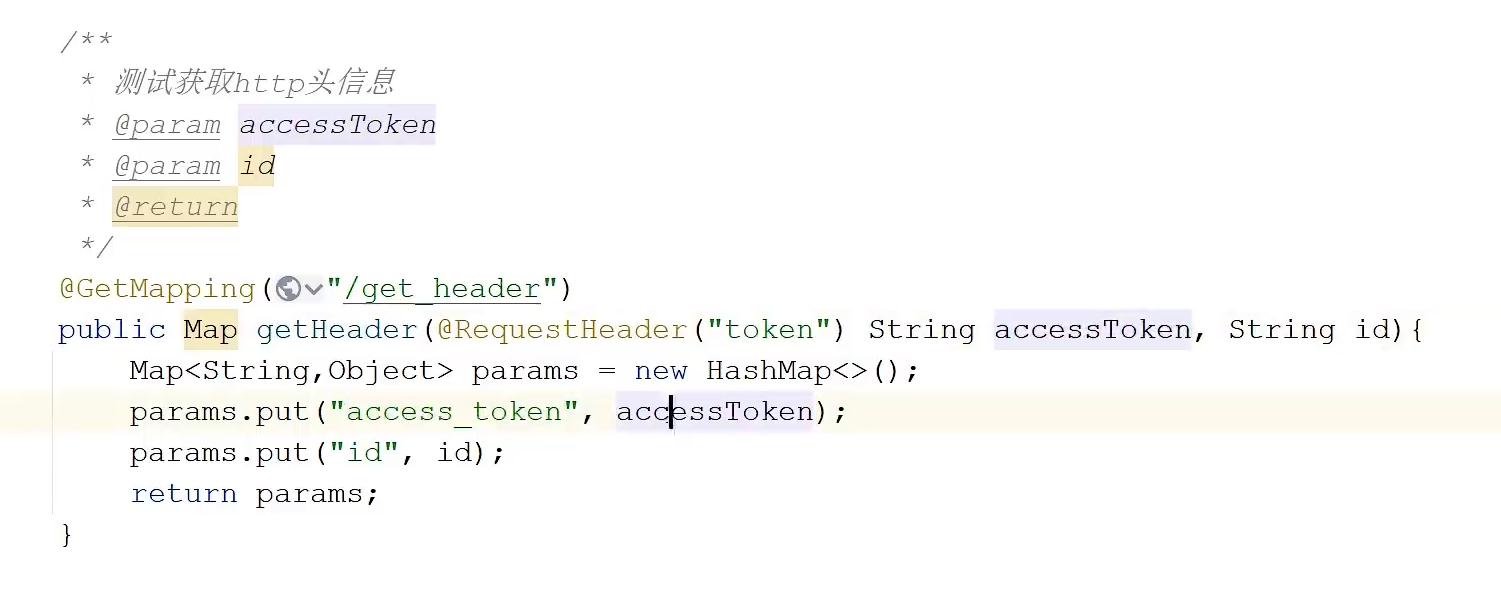 /**
 * 测试获取http头信息
 * @param accessToken
 * @param id
 * @return
 */
@GetMapping("/get_header")
public Map getHeader(@RequestHeader("token") String accessToken, String id){
    Map<String,Object> params = new HashMap<>();
    params.put("access_token", accessToken);
    params.put("id", id);
    return params;
}